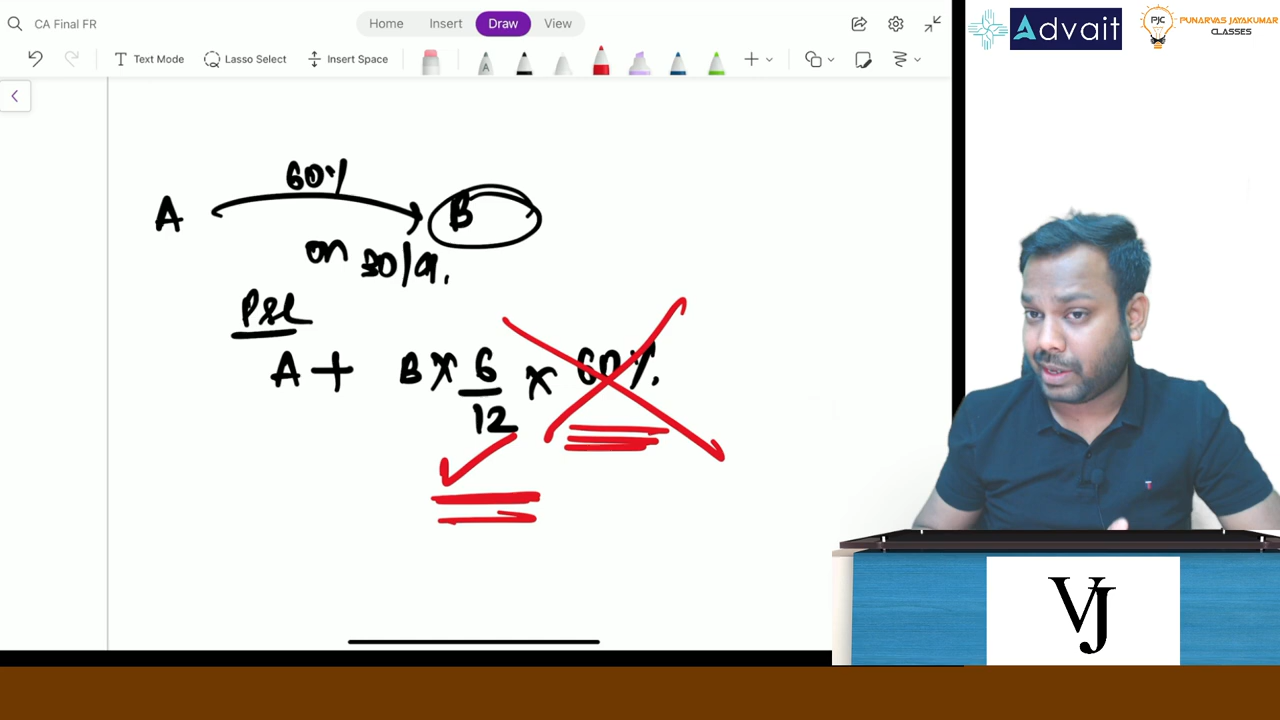 CA Final FR
Home Insert Draw View
Text Mode Lasso Select Insert Space
Advait
PJC PUNARVAS JAYAKUMAR CLASSES
60%
A B
on 30/9.
P&L
A + B x 6/12 x 60%.
VJ